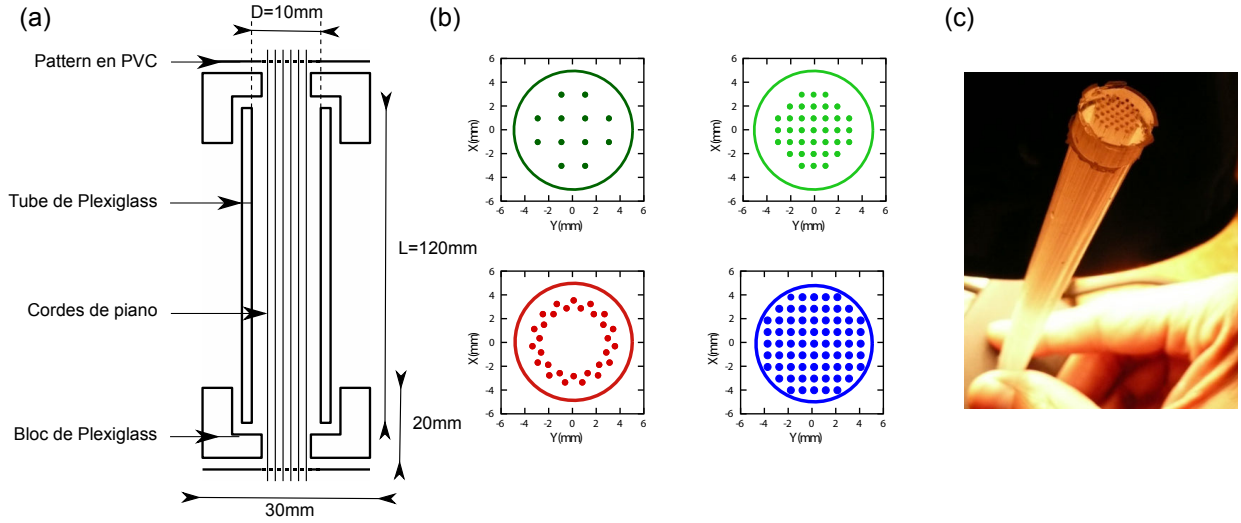 (a)
D=10mm
Pattern en PVC
Tube de Plexiglass
L=120mm
Cordes de piano
Bloc de Plexiglass
20mm
30mm
(b)
6
4
2
0
-2
-4
-6
X(mm)
-6 -4 -2 0 2 4 6
Y(mm)
6
4
2
0
-2
-4
-6
X(mm)
-6 -4 -2 0 2 4 6
Y(mm)
6
4
2
0
-2
-4
-6
X(mm)
-6 -4 -2 0 2 4 6
Y(mm)
6
4
2
0
-2
-4
-6
X(mm)
-6 -4 -2 0 2 4 6
Y(mm)
(c)